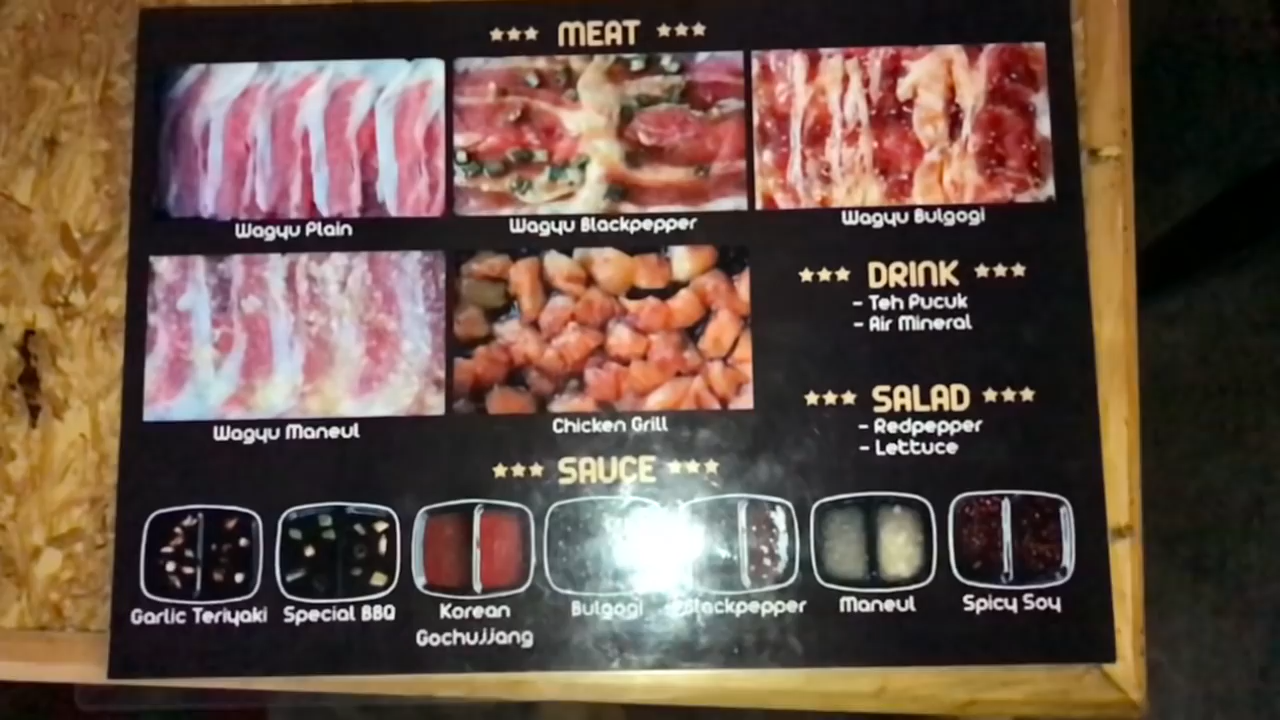 MEAT
Wagyu Plain
Wagyu Blackpepper
Wagyu Bulgogi
Wagyu Maneul
Chicken Grill
DRINK
- Teh Pucuk
- Air Mineral
SALAD
- Redpepper
- Lettuce
SAUCE
Garlic Teriyaki
Special BBQ
Korean
Gochujjang
Bulgogi
Blackpepper
Maneul
Spicy Soy